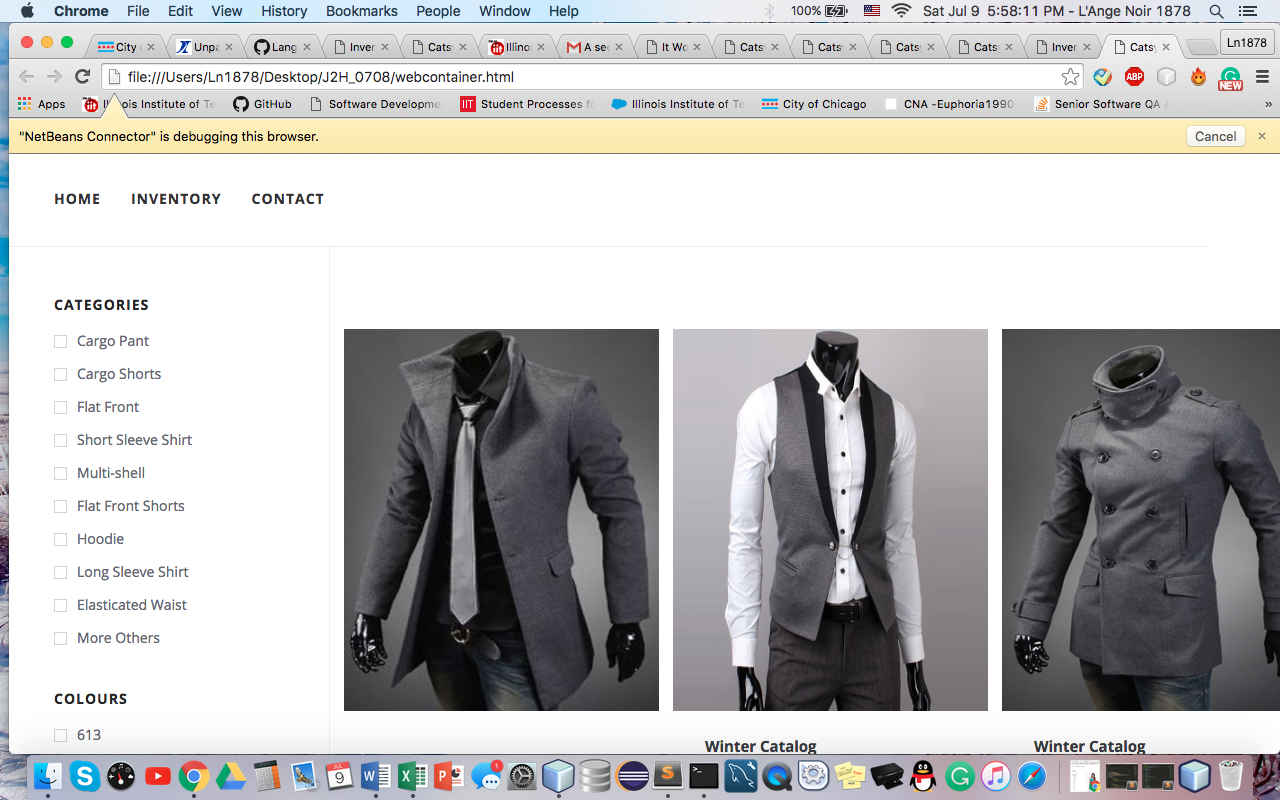 Chrome File Edit View History Bookmarks People Window Help 100% Sat Jul 9 5:58:11 PM - L'Ange Noir 1878
City Unpa Lang Inver Cats Illino A sec It Wo Cats Cats Cats Cats Inver Cats Ln1878
file:///Users/Ln1878/Desktop/J2H_0708/webcontainer.html ABP NEW
Apps Illinois Institute of Te GitHub Software Developme Student Processes fo Illinois Institute of Te City of Chicago CNA -Euphoria1990 Senior Software QA A »
"NetBeans Connector" is debugging this browser. Cancel ×
HOME INVENTORY CONTACT
CATEGORIES
Cargo Pant
Cargo Shorts
Flat Front
Short Sleeve Shirt
Multi-shell
Flat Front Shorts
Hoodie
Long Sleeve Shirt
Elasticated Waist
More Others
COLOURS
613
Winter Catalog Winter Catalog
JUL 9 1